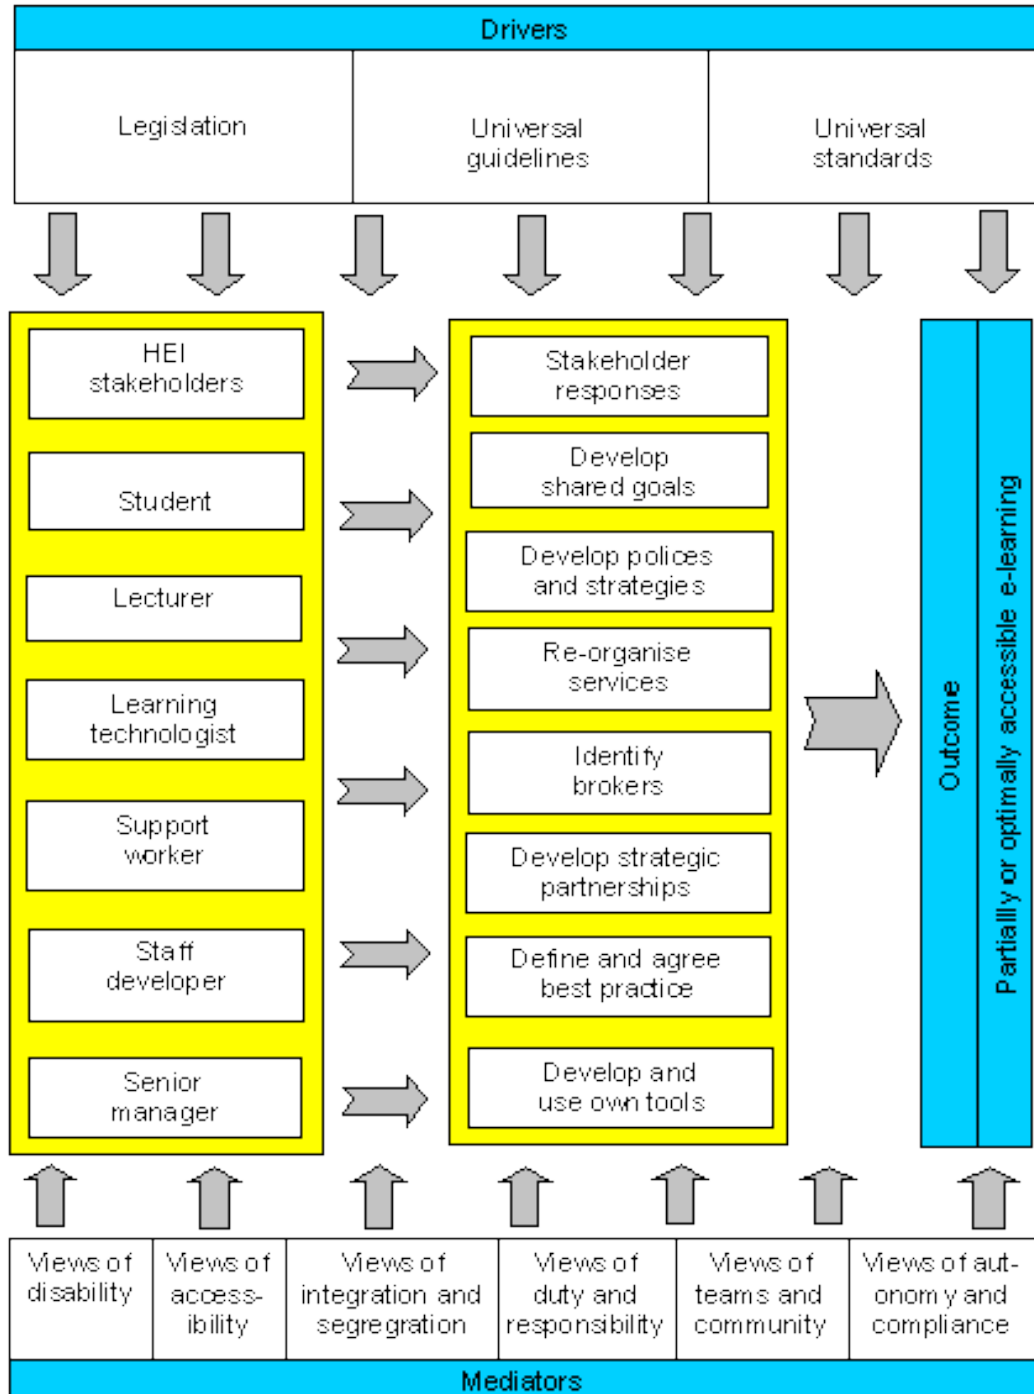 Drivers
Legislation
Universal
guidelines
Universal
standards
HEI
stakeholders
Student
Lecturer
Learning
technologist
Support
worker
Staff
developer
Senior
manager
Stakeholder
responses
Develop
shared goals
Develop polices
and strategies
Re-organise
services
Identify
brokers
Develop strategic
partnerships
Define and agree
best practice
Develop and
use own tools
Outcome
Partiallly or optimally accessible e-learning
Views of
disability
Views of
access-
ibility
Views of
integration and
segregration
Views of
duty and
responsibility
Views of
teams and
community
Views of aut-
onomy and
compliance
Mediators